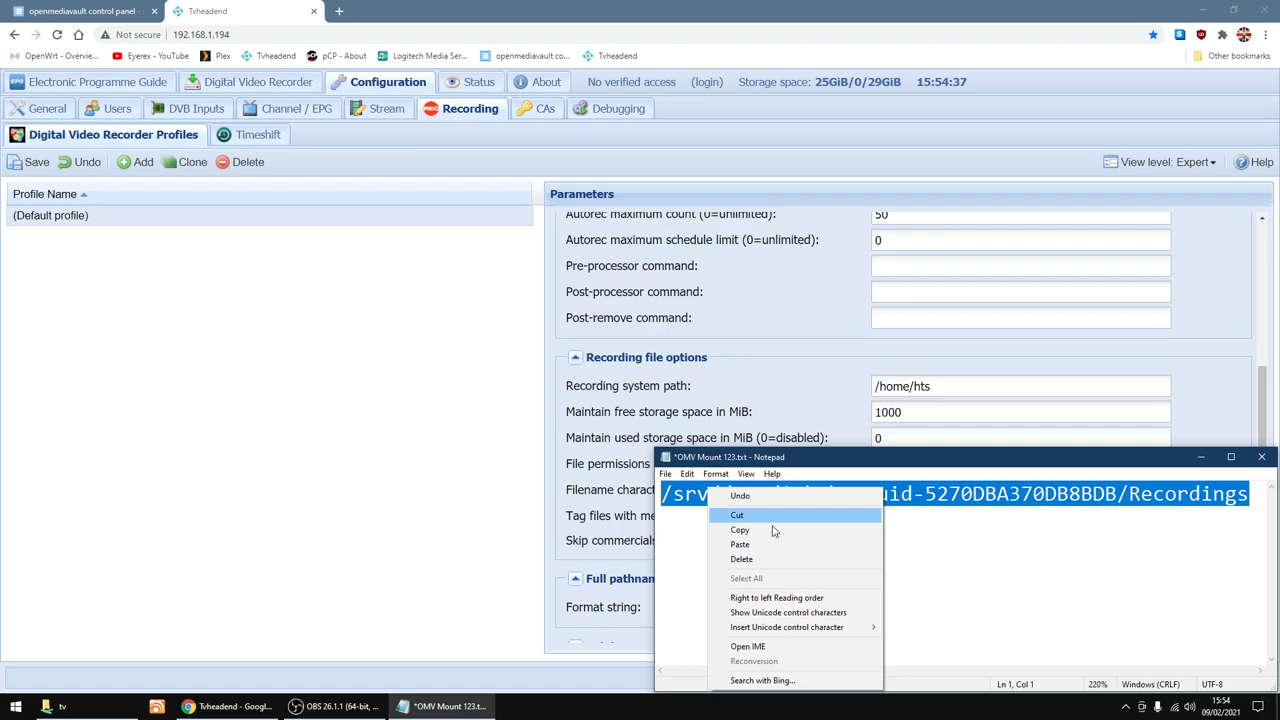 openmediavault control panel -
Tvheadend
Not secure
192.168.1.194
OpenWrt - Overvie...
Eyerex - YouTube
Plex
Tvheadend
pCP - About
Logitech Media Ser...
openmediavault co...
Tvheadend
Other bookmarks
Electronic Programme Guide
Digital Video Recorder
Configuration
Status
About
No verified access
(login)
Storage space: 25GiB/0/29GiB
15:54:37
General
Users
DVB Inputs
Channel / EPG
Stream
Recording
CAs
Debugging
Digital Video Recorder Profiles
Timeshift
Save
Undo
Add
Clone
Delete
View level: Expert
Help
Profile Name
Parameters
(Default profile)
Autorec maximum count (0=unlimited): 50
Autorec maximum schedule limit (0=unlimited): 0
Pre-processor command:
Post-processor command:
Post-remove command:
Recording file options
Recording system path: /home/hts
Maintain free storage space in MiB: 1000
Maintain used storage space in MiB (0=disabled): 0
File permissions
Filename charac
Tag files with me
Skip commercials
Full pathnam
Format string:
*OMV Mount 123.txt - Notepad
File Edit Format View Help
/srv uid-5270DBA370DB8BDB/Recordings
Undo
Cut
Copy
Paste
Delete
Select All
Right to left Reading order
Show Unicode control characters
Insert Unicode control character
Open IME
Reconversion
Search with Bing...
Ln 1, Col 1
220%
Windows (CRLF)
UTF-8
tv
Tvheadend - Googl...
OBS 26.1.1 (64-bit, ...
*OMV Mount 123.t...
15:54
09/02/2021